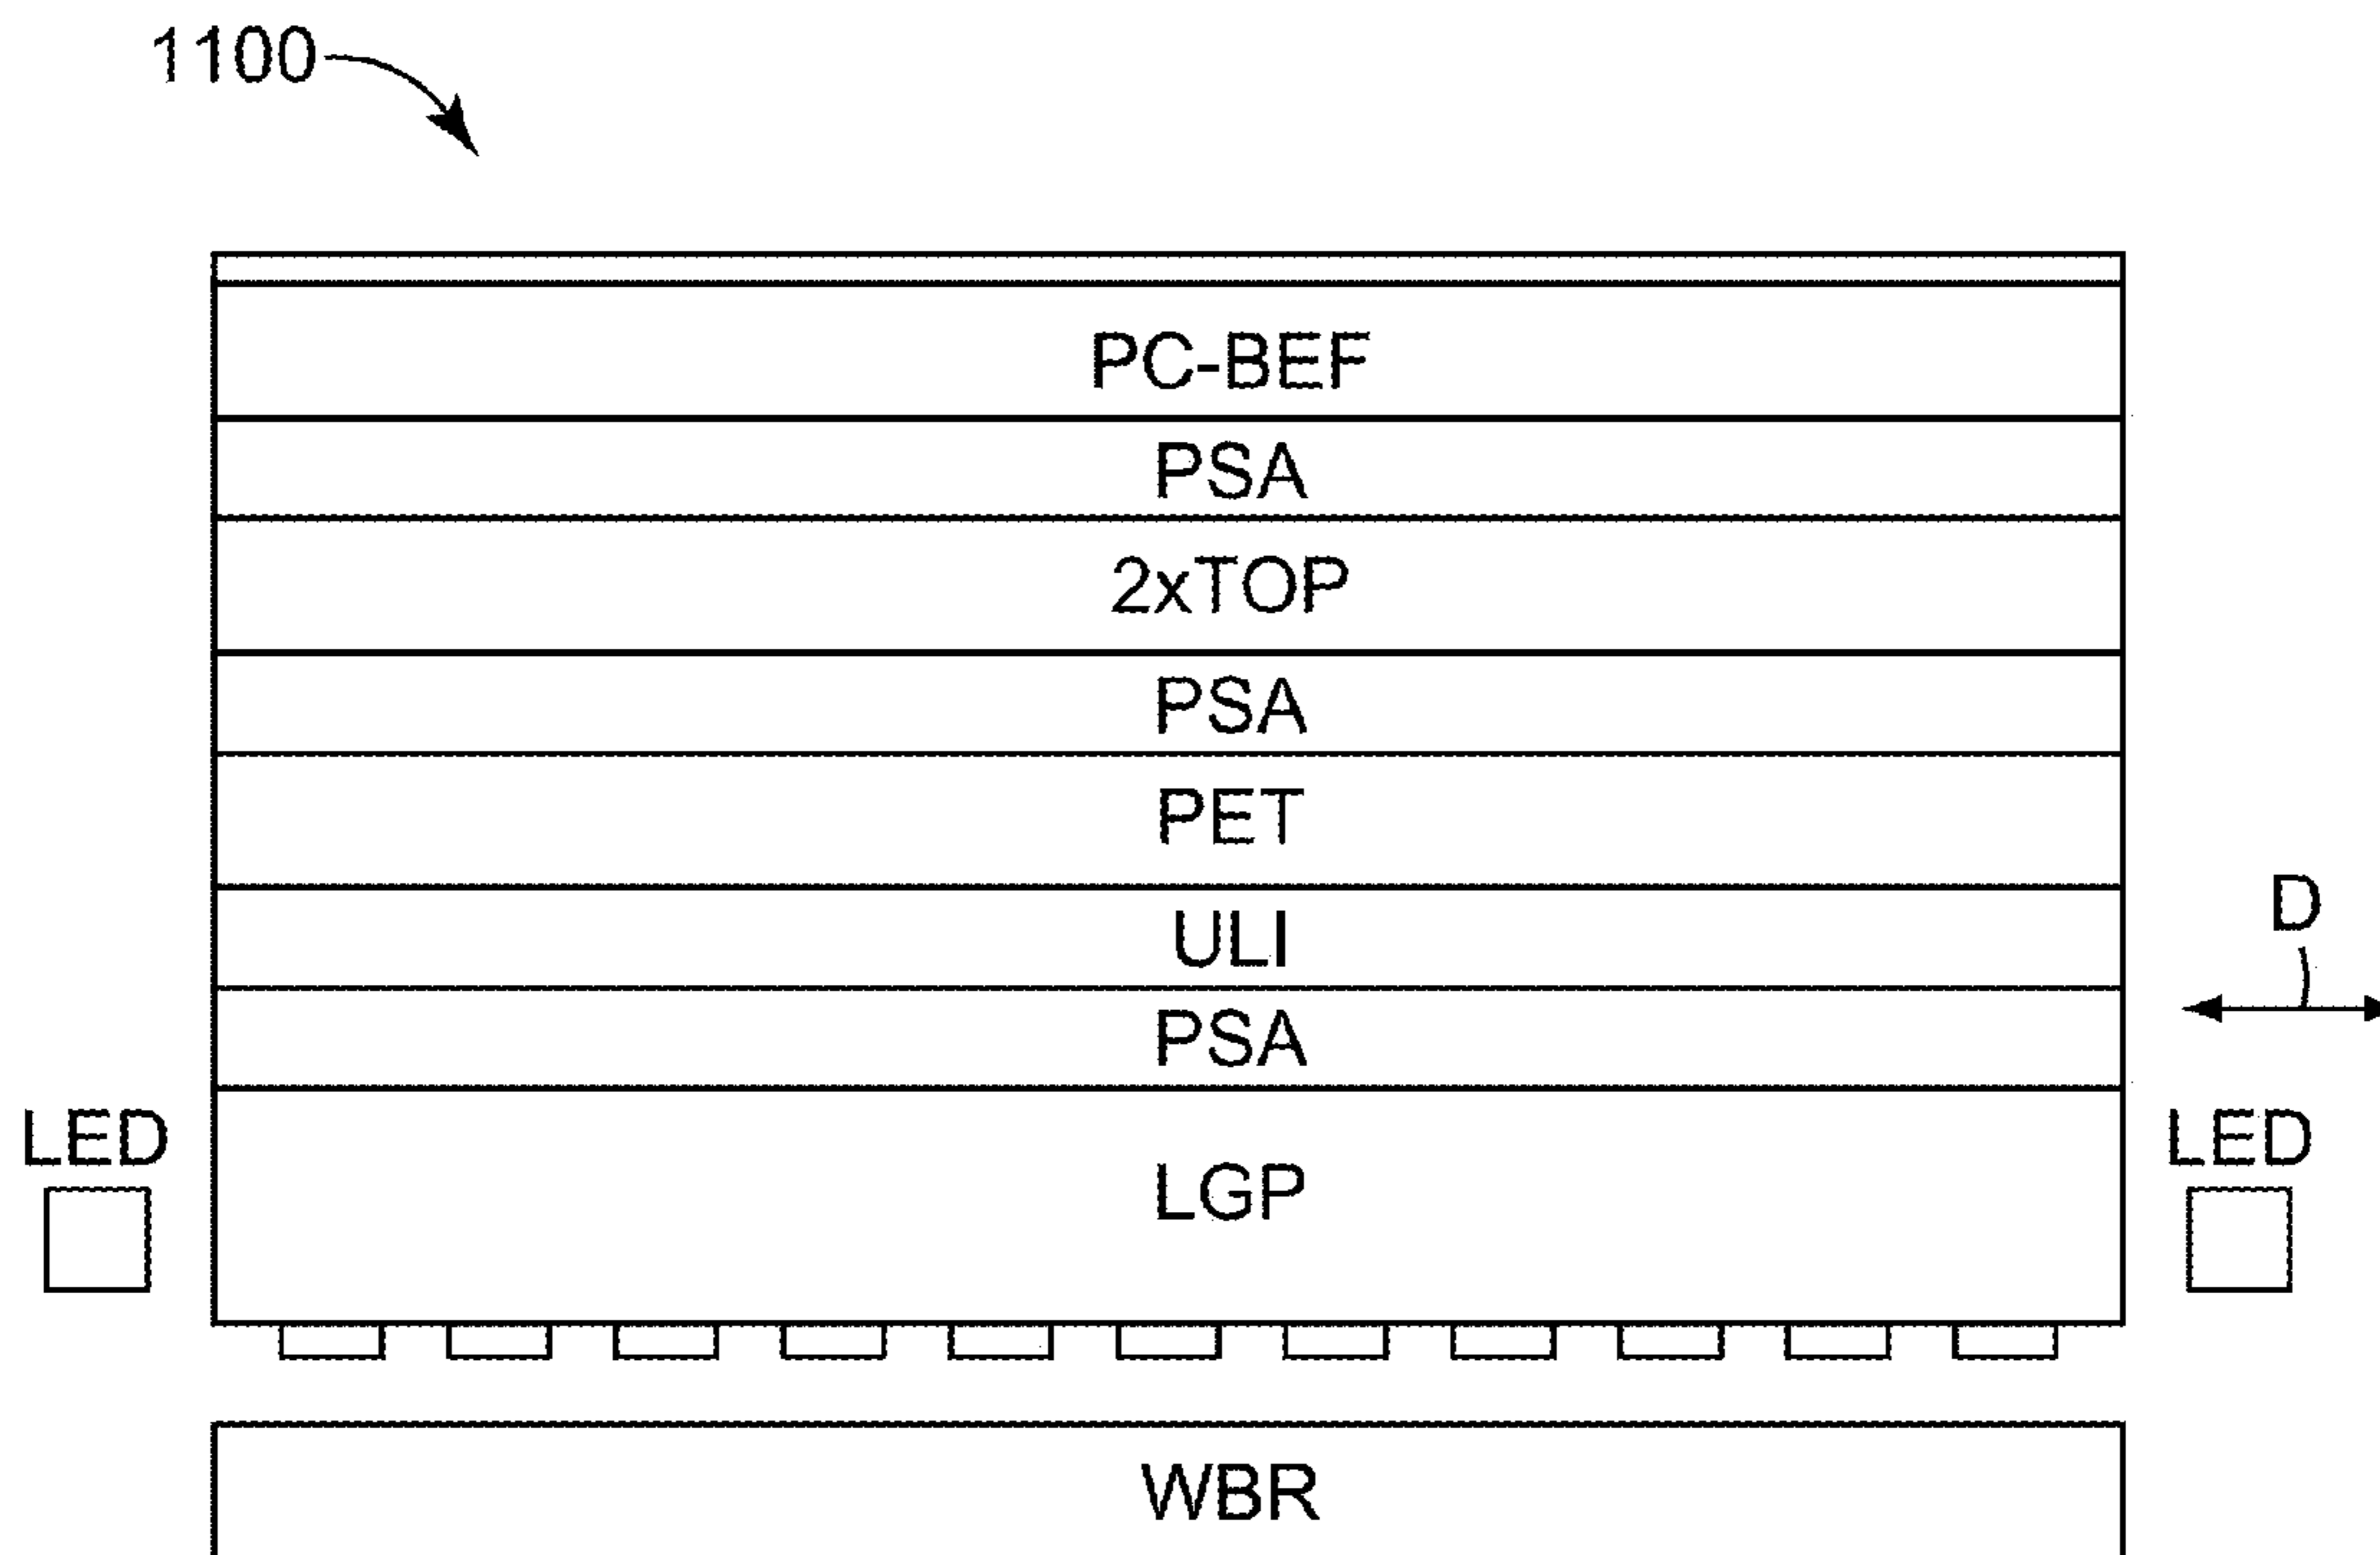 1100
PC-BEF
PSA
2xTOP
PSA
PET
ULI
D
PSA
LED
LED
LGP
WBR